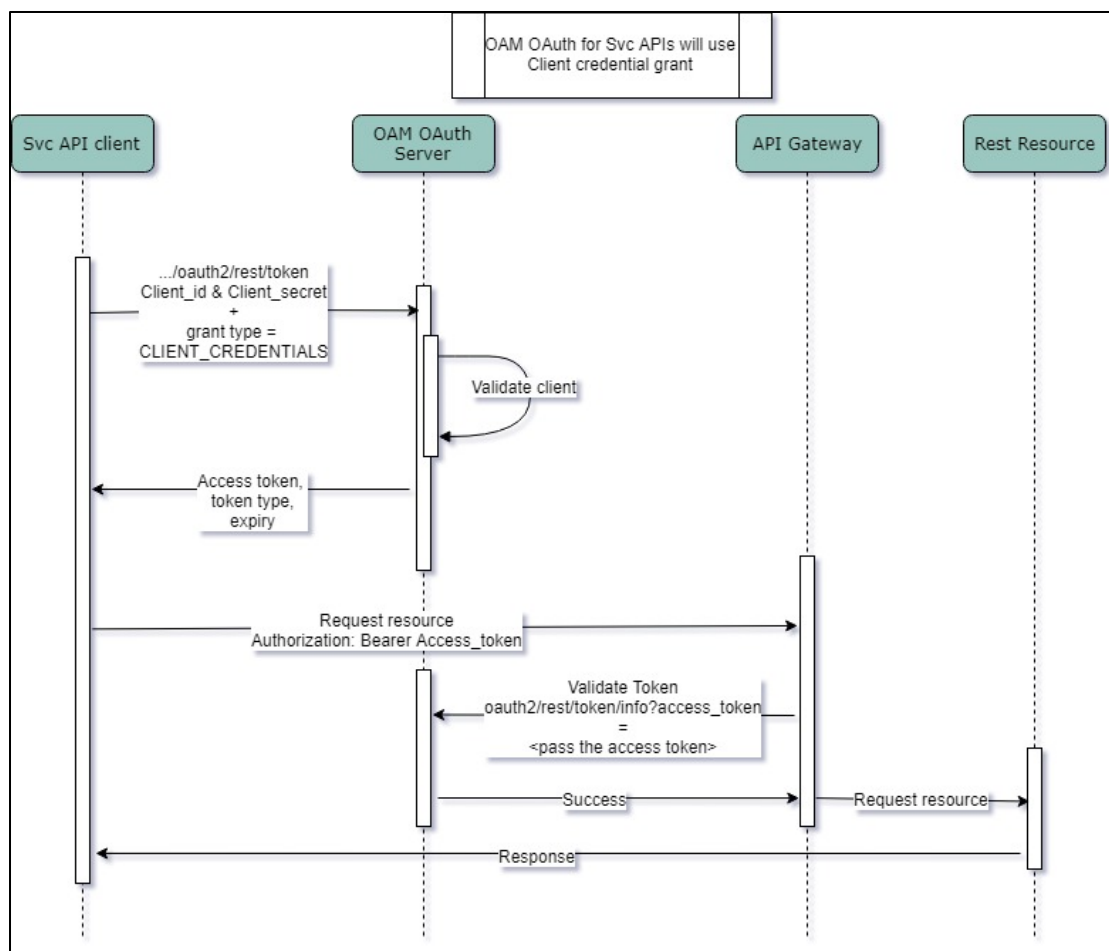 OAM OAuth for Svc APIs will use
Client credential grant
Svc API client
OAM OAuth
Server
API Gateway
Rest Resource
.../oauth2/rest/token
Client_id & Client_secret
+
grant type =
CLIENT_CREDENTIALS
Validate client
Access token,
token type,
expiry
Request resource
Authorization: Bearer Access_token
Validate Token
oauth2/rest/token/info?access_token
=
<pass the access token>
Success
Request resource
Response